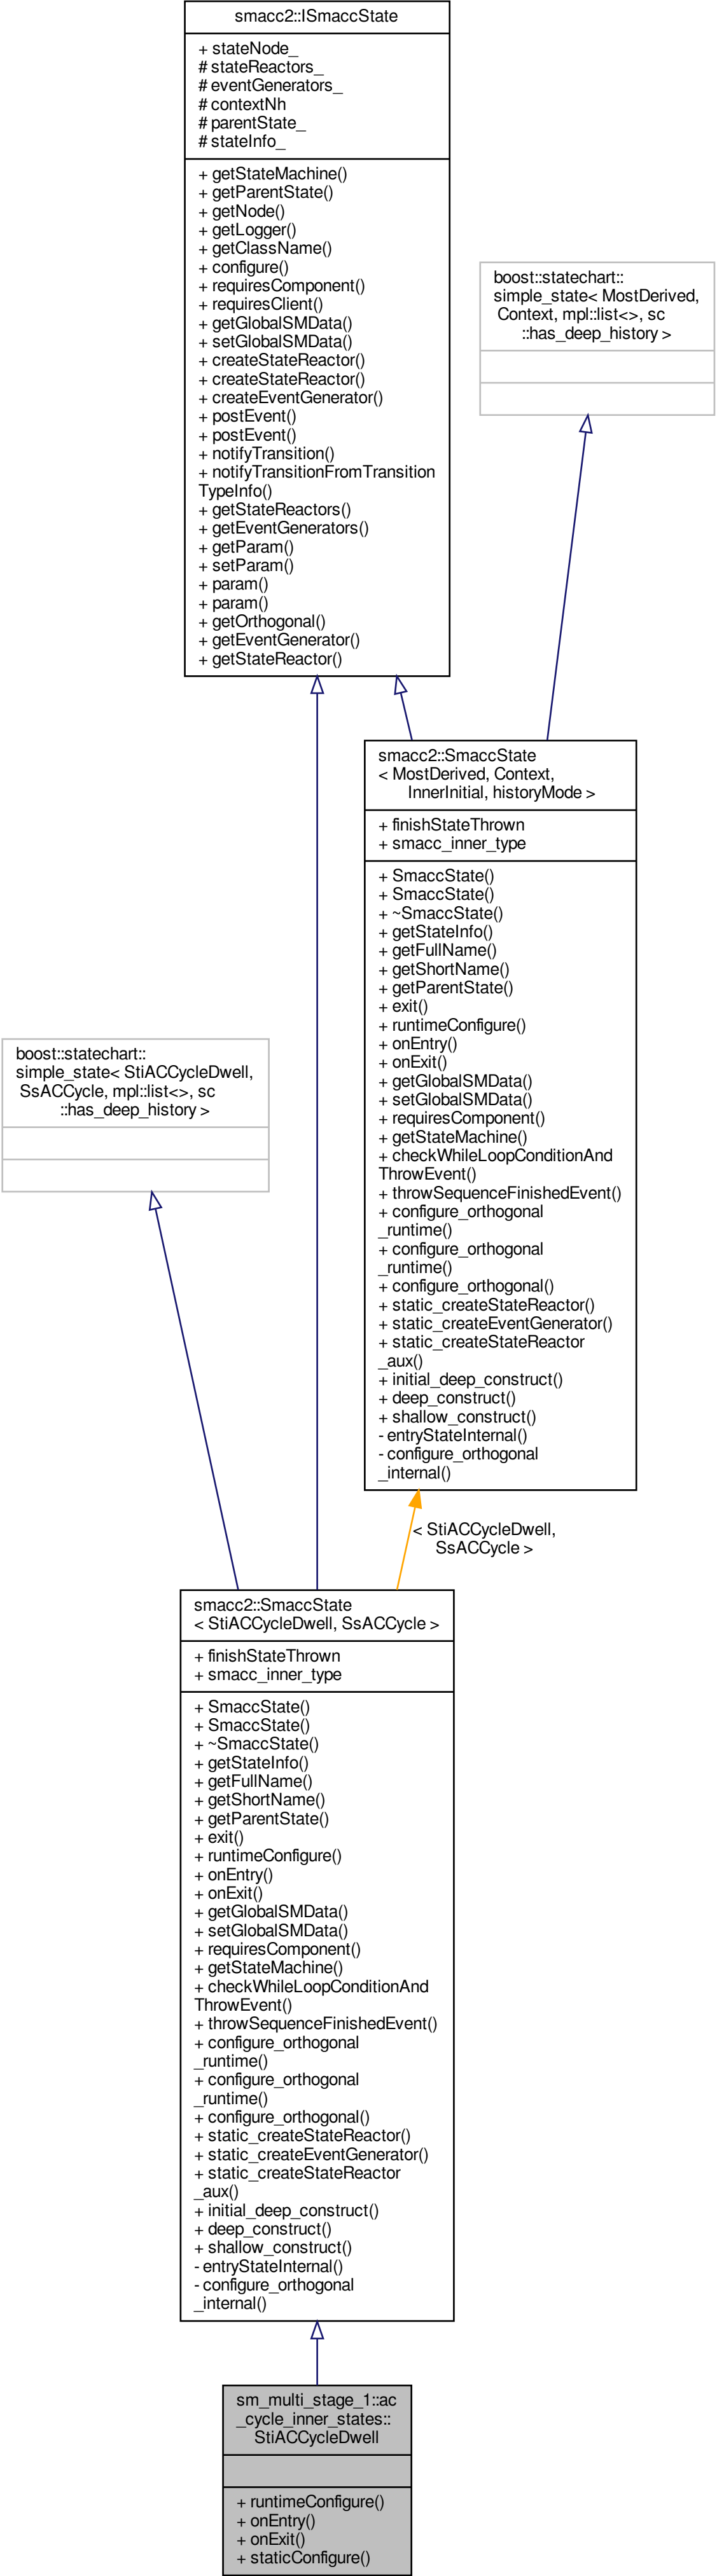 smacc2::ISmaccState
+ stateNode_
# stateReactors_
# eventGenerators_
# contextNh
# parentState_
# stateInfo_
+ getStateMachine()
+ getParentState()
+ getNode()
+ getLogger()
+ getClassName()
+ configure()
+ requiresComponent()
+ requiresClient()
+ getGlobalSMData()
+ setGlobalSMData()
+ createStateReactor()
+ createStateReactor()
+ createEventGenerator()
+ postEvent()
+ postEvent()
+ notifyTransition()
+ notifyTransitionFromTransition
TypeInfo()
+ getStateReactors()
+ getEventGenerators()
+ getParam()
+ setParam()
+ param()
+ param()
+ getOrthogonal()
+ getEventGenerator()
+ getStateReactor()
boost::statechart::
simple_state< MostDerived,
Context, mpl::list<>, sc
::has_deep_history >
smacc2::SmaccState
< MostDerived, Context,
InnerInitial, historyMode >
+ finishStateThrown
+ smacc_inner_type
+ SmaccState()
+ SmaccState()
+ ~SmaccState()
+ getStateInfo()
+ getFullName()
+ getShortName()
+ getParentState()
+ exit()
+ runtimeConfigure()
+ onEntry()
+ onExit()
+ getGlobalSMData()
+ setGlobalSMData()
+ requiresComponent()
+ getStateMachine()
+ checkWhileLoopConditionAnd
ThrowEvent()
+ throwSequenceFinishedEvent()
+ configure_orthogonal
_runtime()
+ configure_orthogonal
_runtime()
+ configure_orthogonal()
+ static_createStateReactor()
+ static_createEventGenerator()
+ static_createStateReactor
_aux()
+ initial_deep_construct()
+ deep_construct()
+ shallow_construct()
- entryStateInternal()
- configure_orthogonal
_internal()
boost::statechart::
simple_state< StiACCycleDwell,
SsACCycle, mpl::list<>, sc
::has_deep_history >
< StiACCycleDwell,
SsACCycle >
smacc2::SmaccState
< StiACCycleDwell, SsACCycle >
+ finishStateThrown
+ smacc_inner_type
+ SmaccState()
+ SmaccState()
+ ~SmaccState()
+ getStateInfo()
+ getFullName()
+ getShortName()
+ getParentState()
+ exit()
+ runtimeConfigure()
+ onEntry()
+ onExit()
+ getGlobalSMData()
+ setGlobalSMData()
+ requiresComponent()
+ getStateMachine()
+ checkWhileLoopConditionAnd
ThrowEvent()
+ throwSequenceFinishedEvent()
+ configure_orthogonal
_runtime()
+ configure_orthogonal
_runtime()
+ configure_orthogonal()
+ static_createStateReactor()
+ static_createEventGenerator()
+ static_createStateReactor
_aux()
+ initial_deep_construct()
+ deep_construct()
+ shallow_construct()
- entryStateInternal()
- configure_orthogonal
_internal()
sm_multi_stage_1::ac
_cycle_inner_states::
StiACCycleDwell
+ runtimeConfigure()
+ onEntry()
+ onExit()
+ staticConfigure()